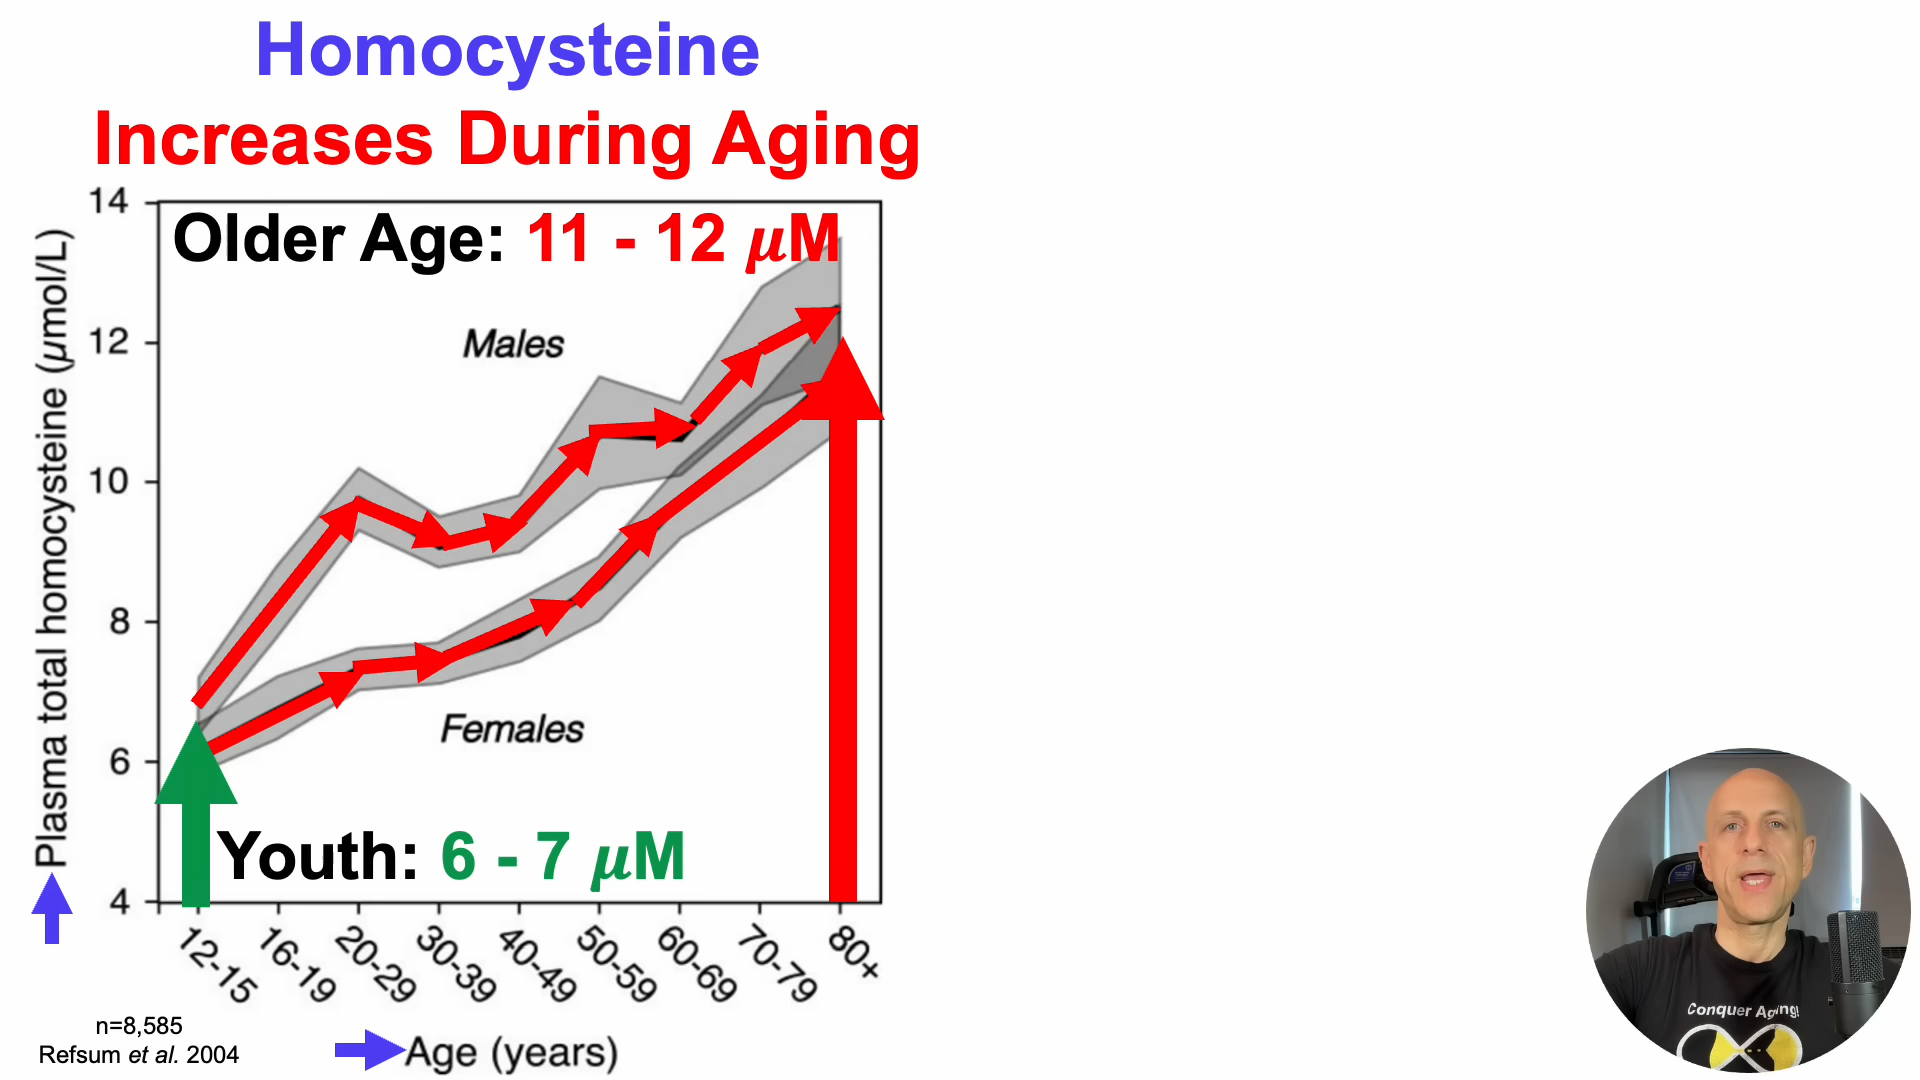 Homocysteine
Increases During Aging
14
12
10
8
6
4
Plasma total homocysteine (μmol/L)
Older Age: 11 - 12 μM
Males
Females
Youth: 6 - 7 μM
12-15
16-19
20-29
30-39
40-49
50-59
60-69
70-79
80+
Age (years)
n=8,585
Refsum et al. 2004
Conquer Aging!